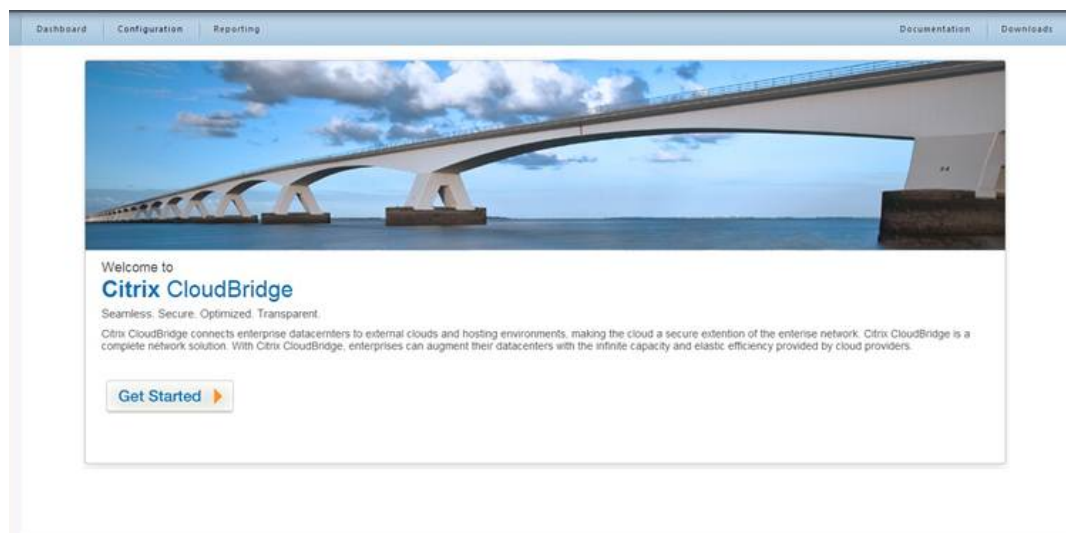 Dashboard Configuration Reporting Documentation Downloads
Welcome to
Citrix CloudBridge
Seamless. Secure. Optimized. Transparent.
Citrix CloudBridge connects enterprise datacernters to external clouds and hosting environments, making the cloud a secure extention of the enterise network. Citrix CloudBridge is a
complete network solution. With Citrix CloudBridge, enterprises can augment their datacenters with the infinite capacity and elastic efficiency provided by cloud providers.
Get Started